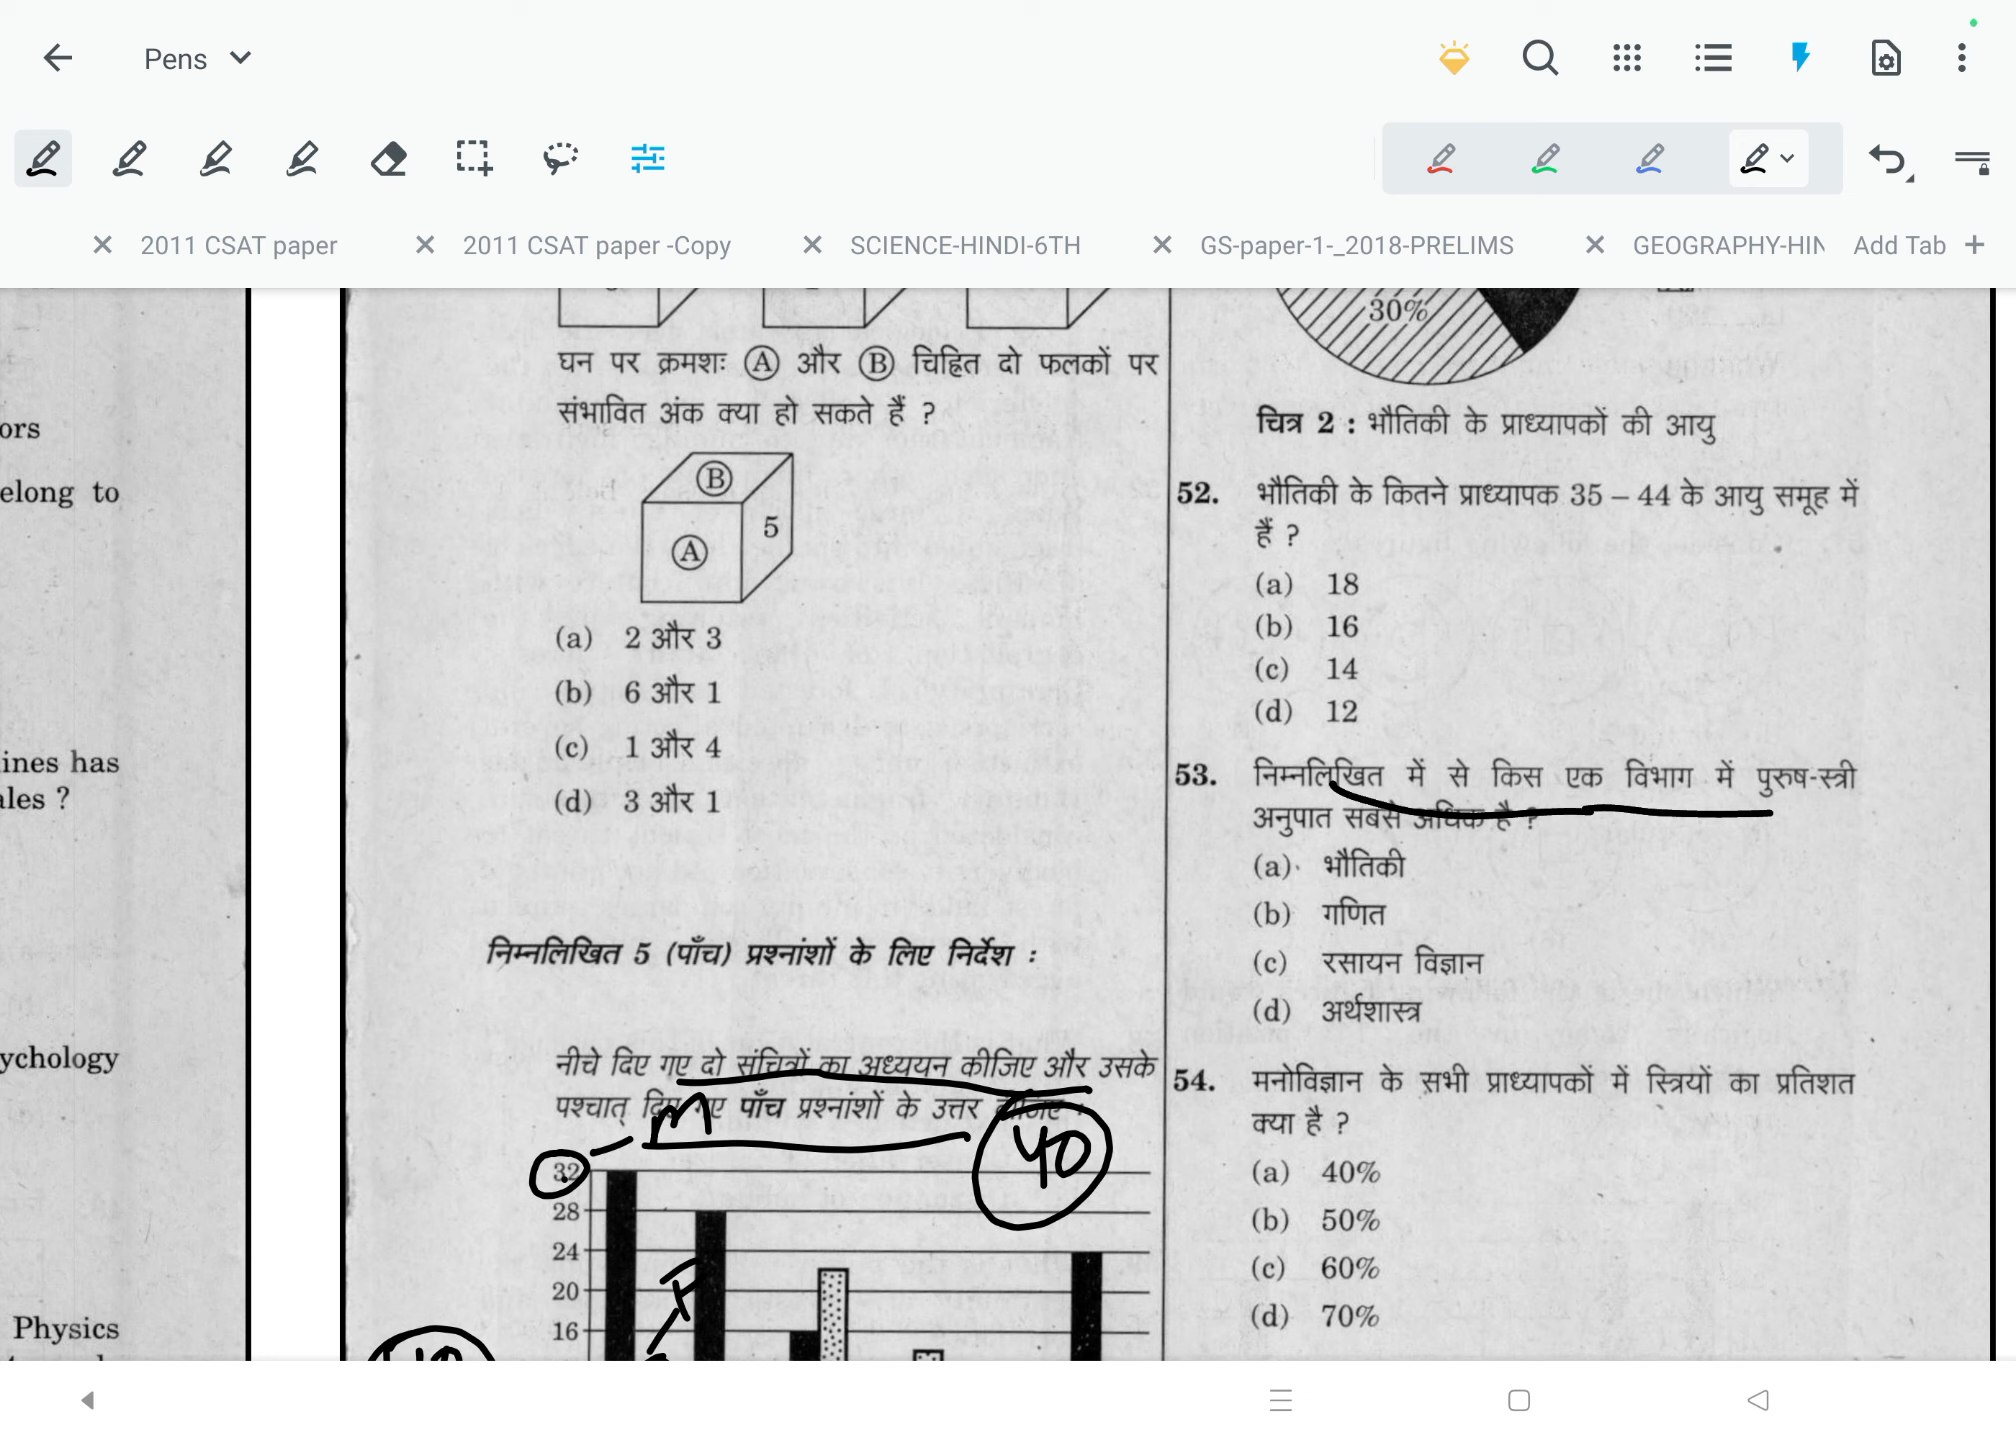 Pens
2011 CSAT paper
2011 CSAT paper -Copy
SCIENCE-HINDI-6TH
GS-paper-1-_2018-PRELIMS
GEOGRAPHY-HIN
Add Tab
ors
elong to
ines has
ales ?
ychology
Physics
घन पर क्रमशः Ⓐ और Ⓑ चिह्नित दो फलकों पर
संभावित अंक क्या हो सकते हैं ?
B
5
A
(a) 2 और 3
(b) 6 और 1
(c) 1 और 4
(d) 3 और 1
निम्नलिखित 5 (पाँच) प्रश्नांशों के लिए निर्देश :
नीचे दिए गए दो संचित्रों का अध्ययन कीजिए और उसके
पश्चात् दिए गए पाँच प्रश्नांशों के उत्तर दीजिए :
M
40
32
28
24
F
20
16
30%
चित्र 2 : भौतिकी के प्राध्यापकों की आयु
52. भौतिकी के कितने प्राध्यापक 35 – 44 के आयु समूह में
हैं ?
(a) 18
(b) 16
(c) 14
(d) 12
53. निम्नलिखित में से किस एक विभाग में पुरुष-स्त्री
अनुपात सबसे अधिक है ?
(a) भौतिकी
(b) गणित
(c) रसायन विज्ञान
(d) अर्थशास्त्र
54. मनोविज्ञान के सभी प्राध्यापकों में स्त्रियों का प्रतिशत
क्या है ?
(a) 40%
(b) 50%
(c) 60%
(d) 70%